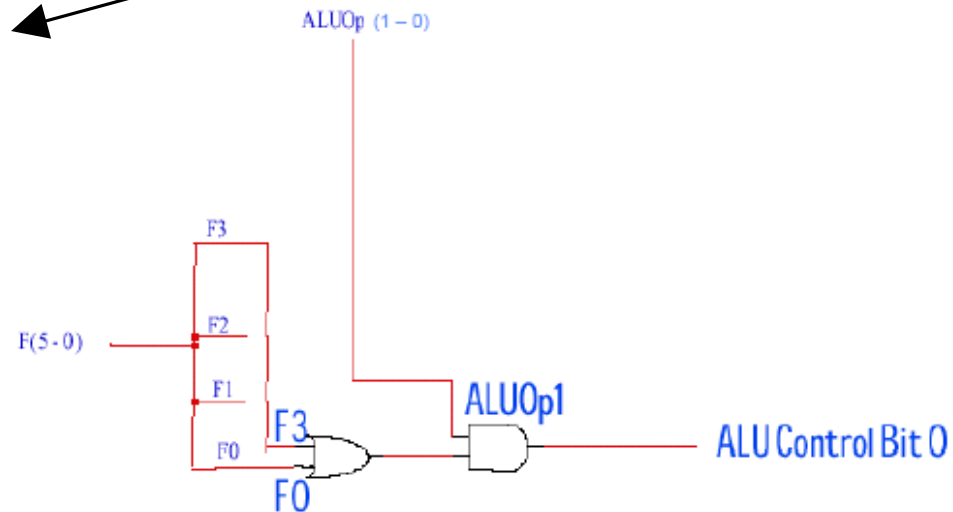 ALUOp (1 – 0)
F3
F(5 - 0)
F2
F1
ALUOp1
F3
F0
ALU Control Bit 0
F0